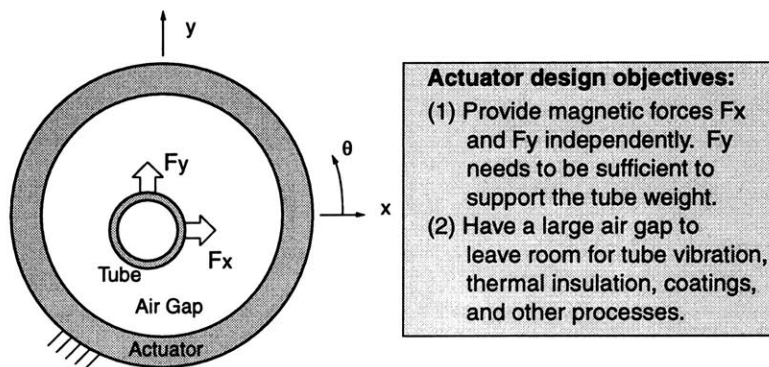 y
θ
x
Fy
Fx
Tube
Air Gap
Actuator
Actuator design objectives:
(1) Provide magnetic forces Fx
and Fy independently. Fy
needs to be sufficient to
support the tube weight.
(2) Have a large air gap to
leave room for tube vibration,
thermal insulation, coatings,
and other processes.